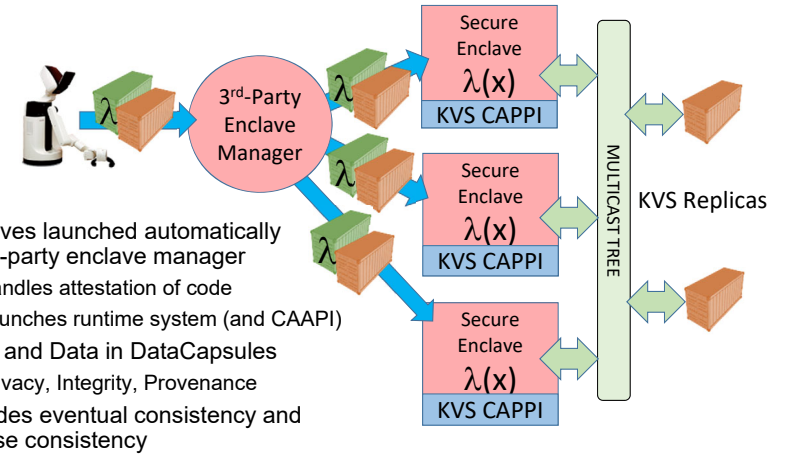 λ
3rd-Party
Enclave
Manager
λ
λ
λ
Secure
Enclave
λ(x)
KVS CAPPI
Secure
Enclave
λ(x)
KVS CAPPI
Secure
Enclave
λ(x)
KVS CAPPI
MULTICAST TREE
KVS Replicas
ves launched automatically
-party enclave manager
andles attestation of code
unches runtime system (and CAAPI)
and Data in DataCapsules
vacy, Integrity, Provenance
des eventual consistency and
se consistency